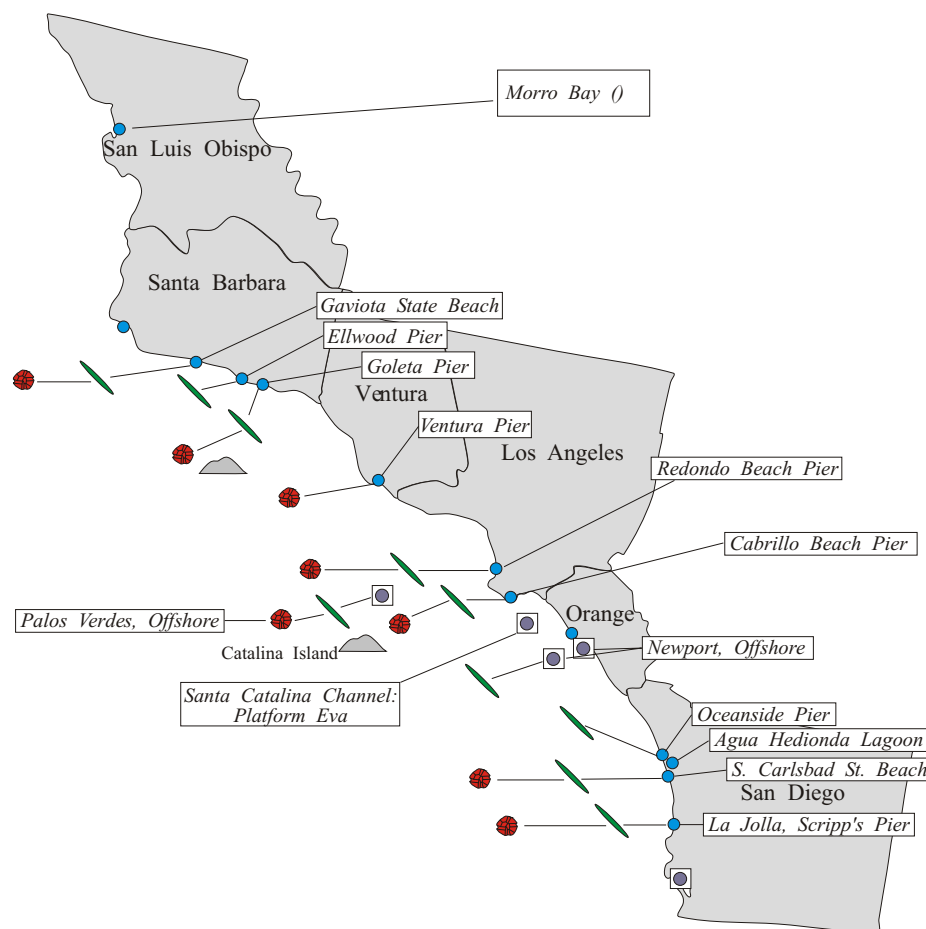 Morro Bay ()
San Luis Obispo
Santa Barbara
Gaviota State Beach
Ellwood Pier
Goleta Pier
Ventura
Ventura Pier
Los Angeles
Redondo Beach Pier
Cabrillo Beach Pier
Orange
Palos Verdes, Offshore
Catalina Island
Newport, Offshore
Santa Catalina Channel:
Platform Eva
Oceanside Pier
Agua Hedionda Lagoon
S. Carlsbad St. Beach
San Diego
La Jolla, Scripp's Pier